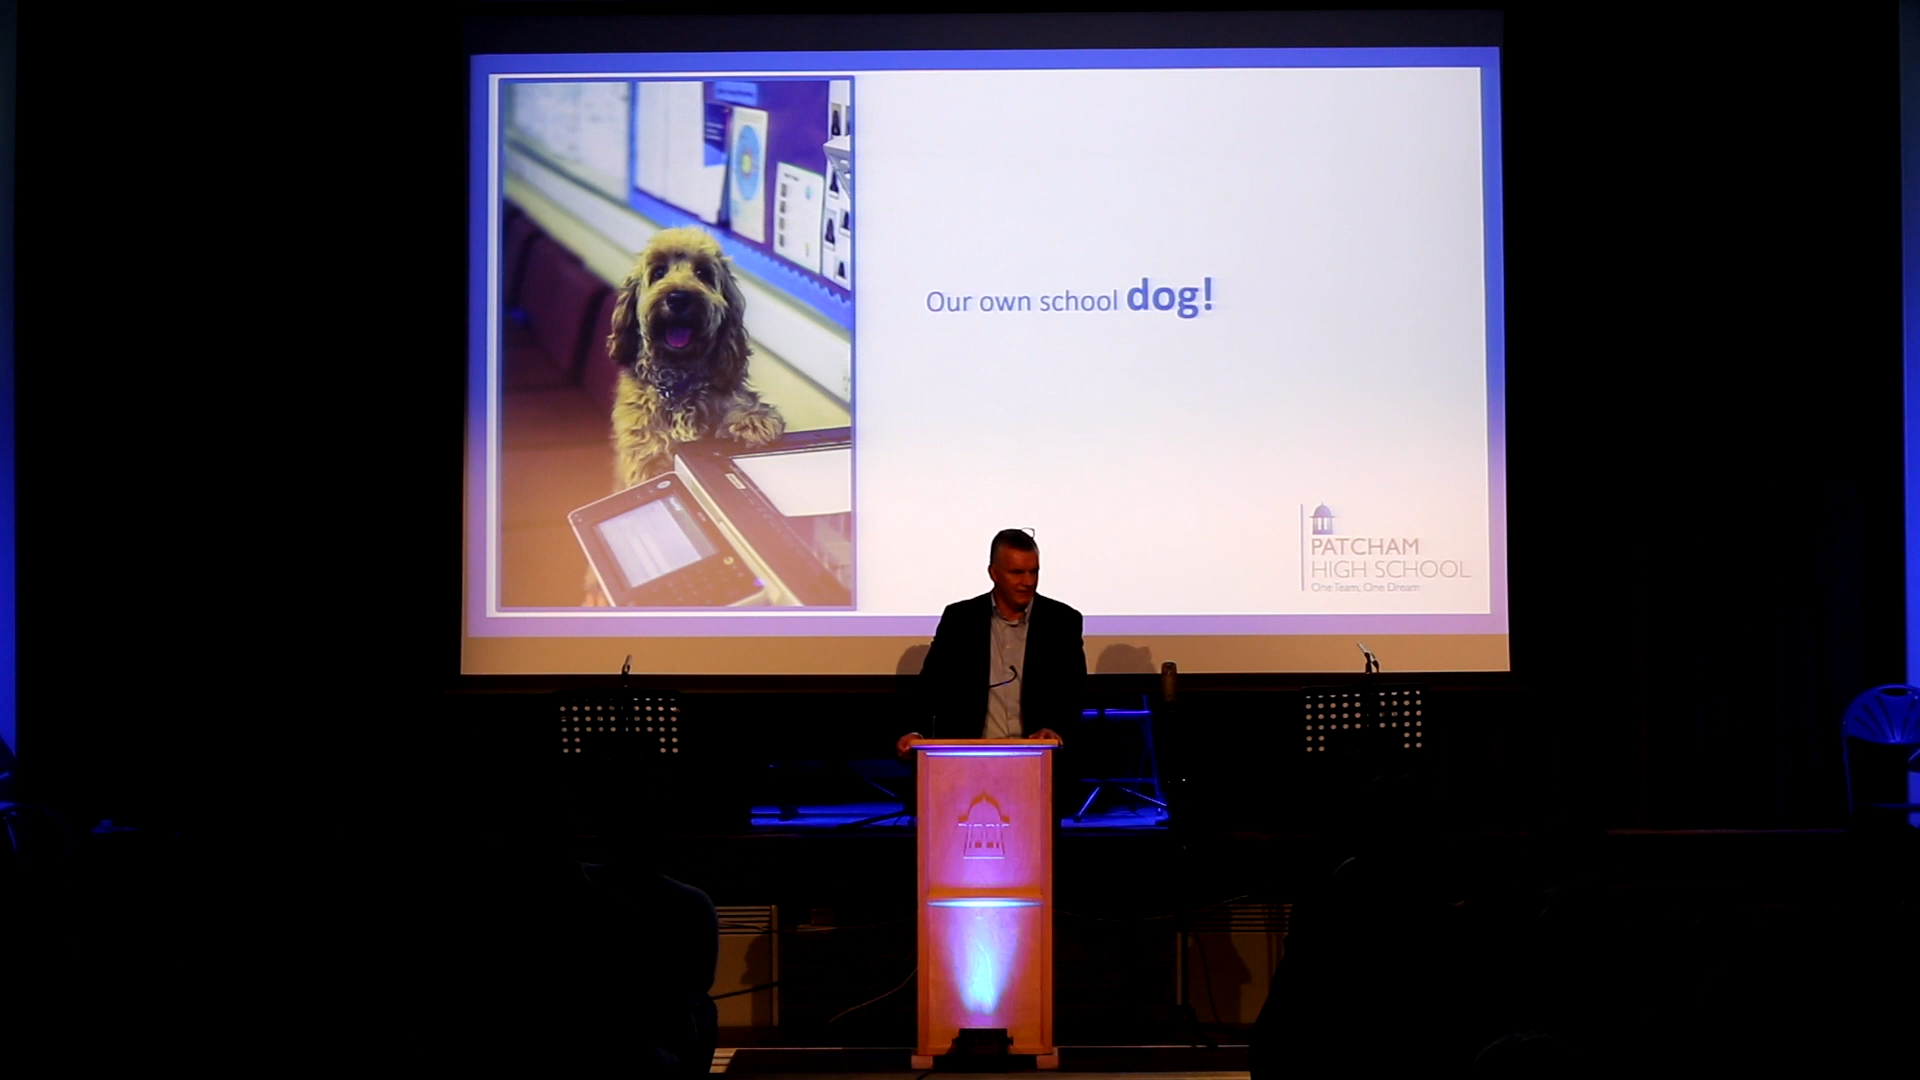 Our own school dog!
PATCHAM
HIGH SCHOOL
One Team, One Dream